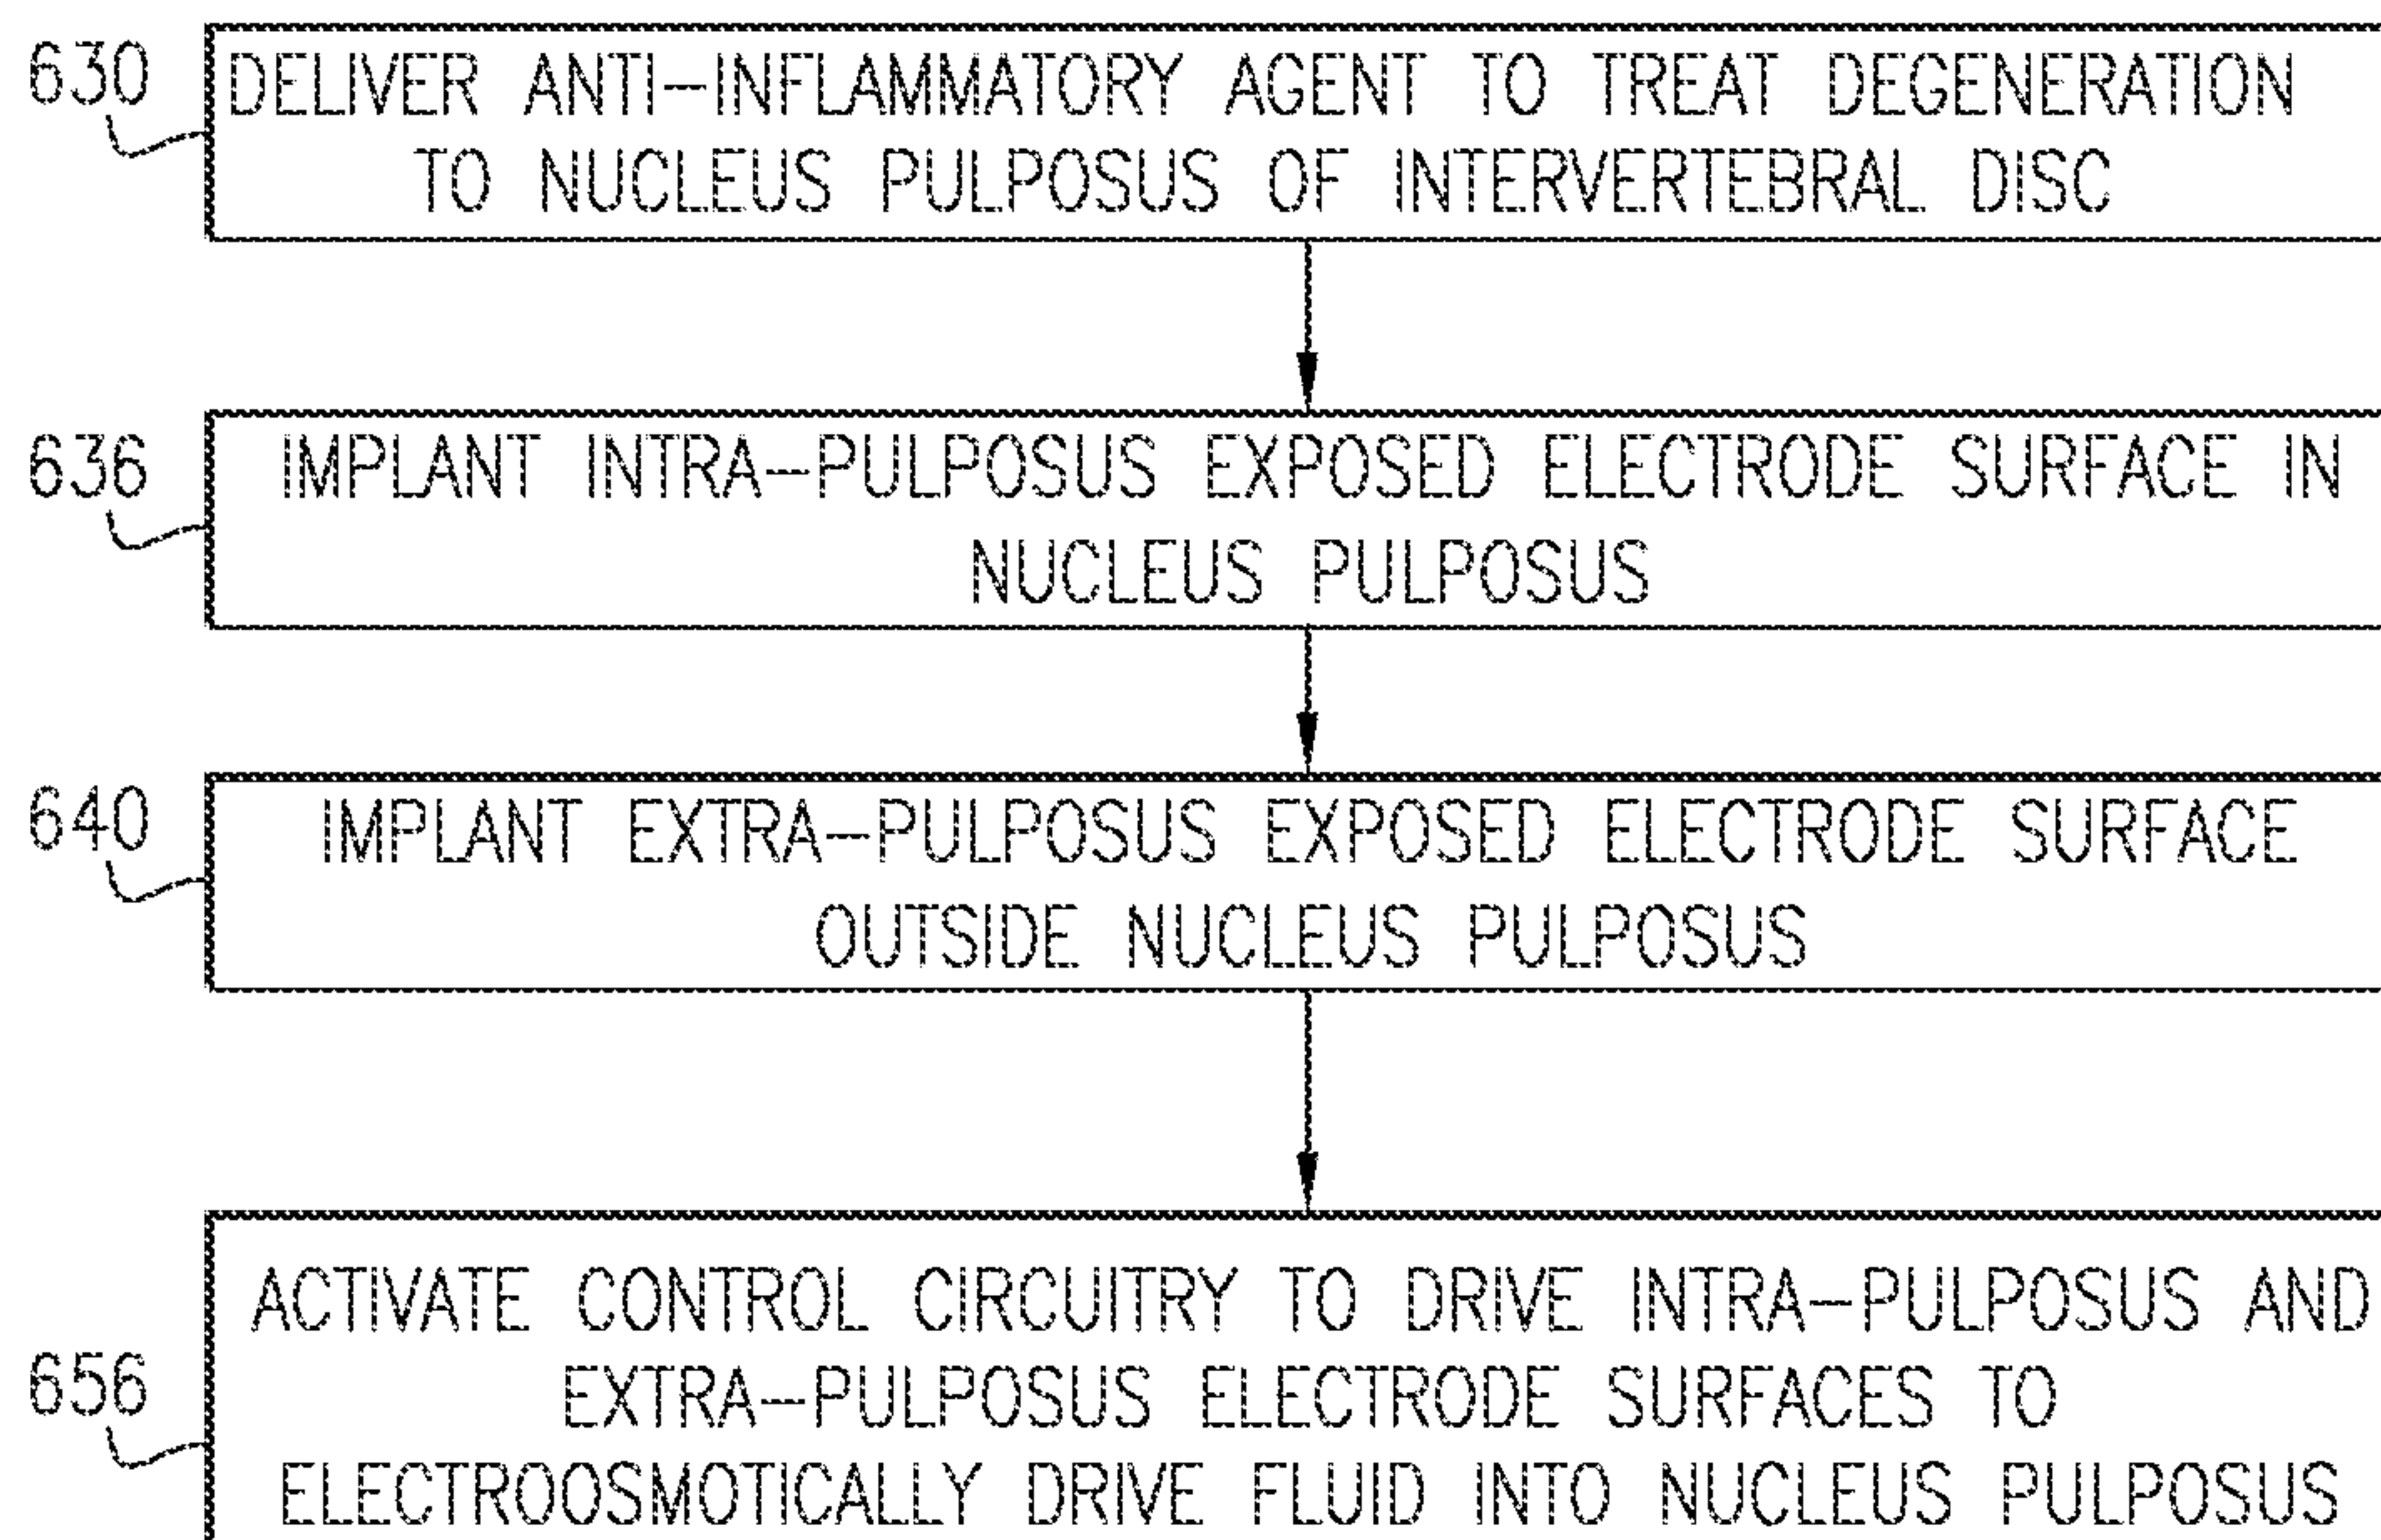 630
DELIVER ANTI-INFLAMMATORY AGENT TO TREAT DEGENERATION
TO NUCLEUS PULPOSUS OF INTERVERTEBRAL DISC
636
IMPLANT INTRA-PULPOSUS EXPOSED ELECTRODE SURFACE IN
NUCLEUS PULPOSUS
640
IMPLANT EXTRA-PULPOSUS EXPOSED ELECTRODE SURFACE
OUTSIDE NUCLEUS PULPOSUS
656
ACTIVATE CONTROL CIRCUITRY TO DRIVE INTRA-PULPOSUS AND
EXTRA-PULPOSUS ELECTRODE SURFACES TO
ELECTROOSMOTICALLY DRIVE FLUID INTO NUCLEUS PULPOSUS